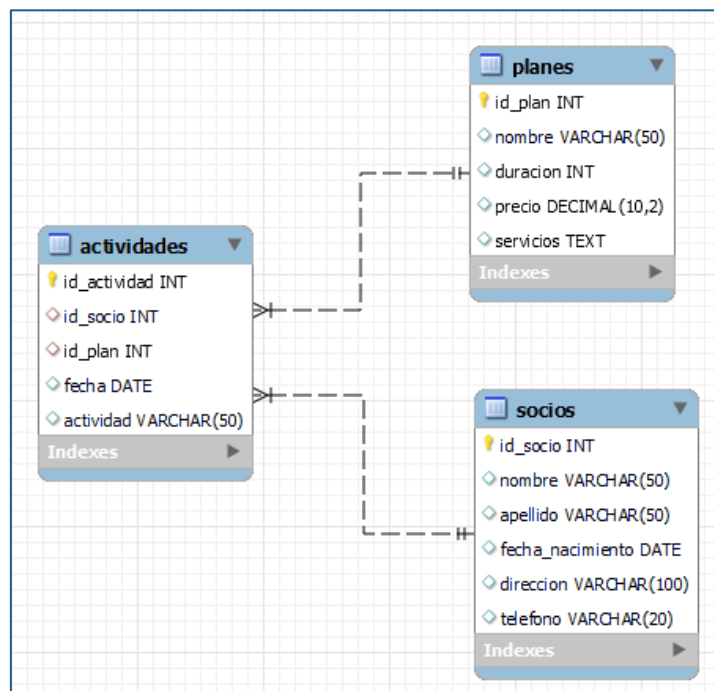 planes
id_plan INT
nombre VARCHAR(50)
duracion INT
precio DECIMAL(10,2)
servicios TEXT
Indexes
actividades
id_actividad INT
id_socio INT
id_plan INT
fecha DATE
actividad VARCHAR(50)
Indexes
socios
id_socio INT
nombre VARCHAR(50)
apellido VARCHAR(50)
fecha_nacimiento DATE
direccion VARCHAR(100)
telefono VARCHAR(20)
Indexes